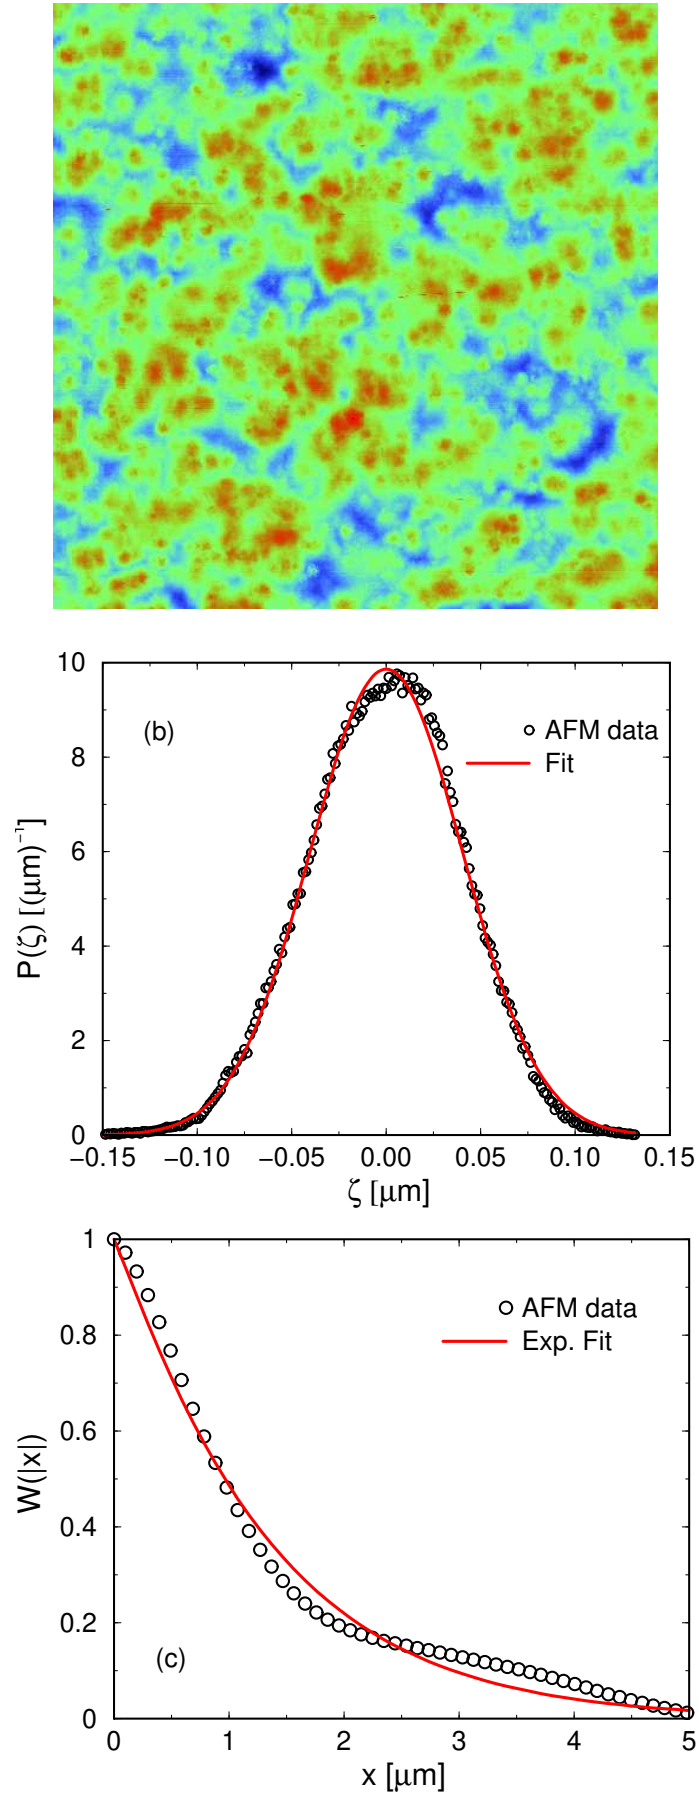 10
8
6
4
2
0
P(ζ) [(μm)⁻¹]
(b)
AFM data
Fit
−0.15 −0.10 −0.05 0.00 0.05 0.10 0.15
ζ [μm]
1
0.8
0.6
0.4
0.2
0
W(|x|)
AFM data
Exp. Fit
(c)
0 1 2 3 4 5
x [μm]